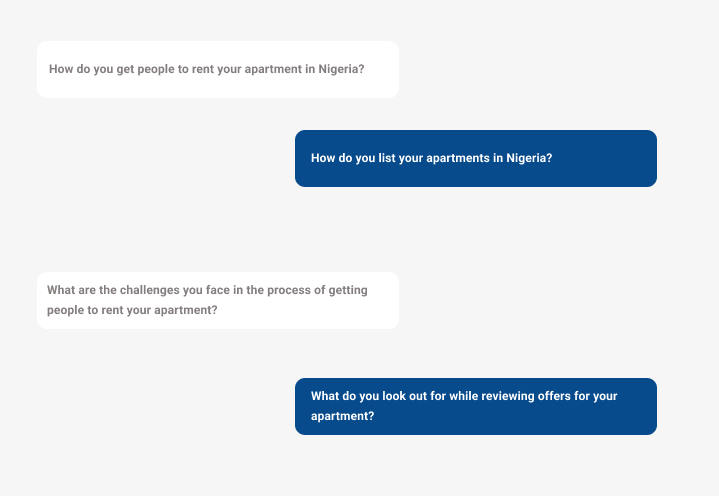 How do you get people to rent your apartment in Nigeria?
How do you list your apartments in Nigeria?
What are the challenges you face in the process of getting
people to rent your apartment?
What do you look out for while reviewing offers for your
apartment?